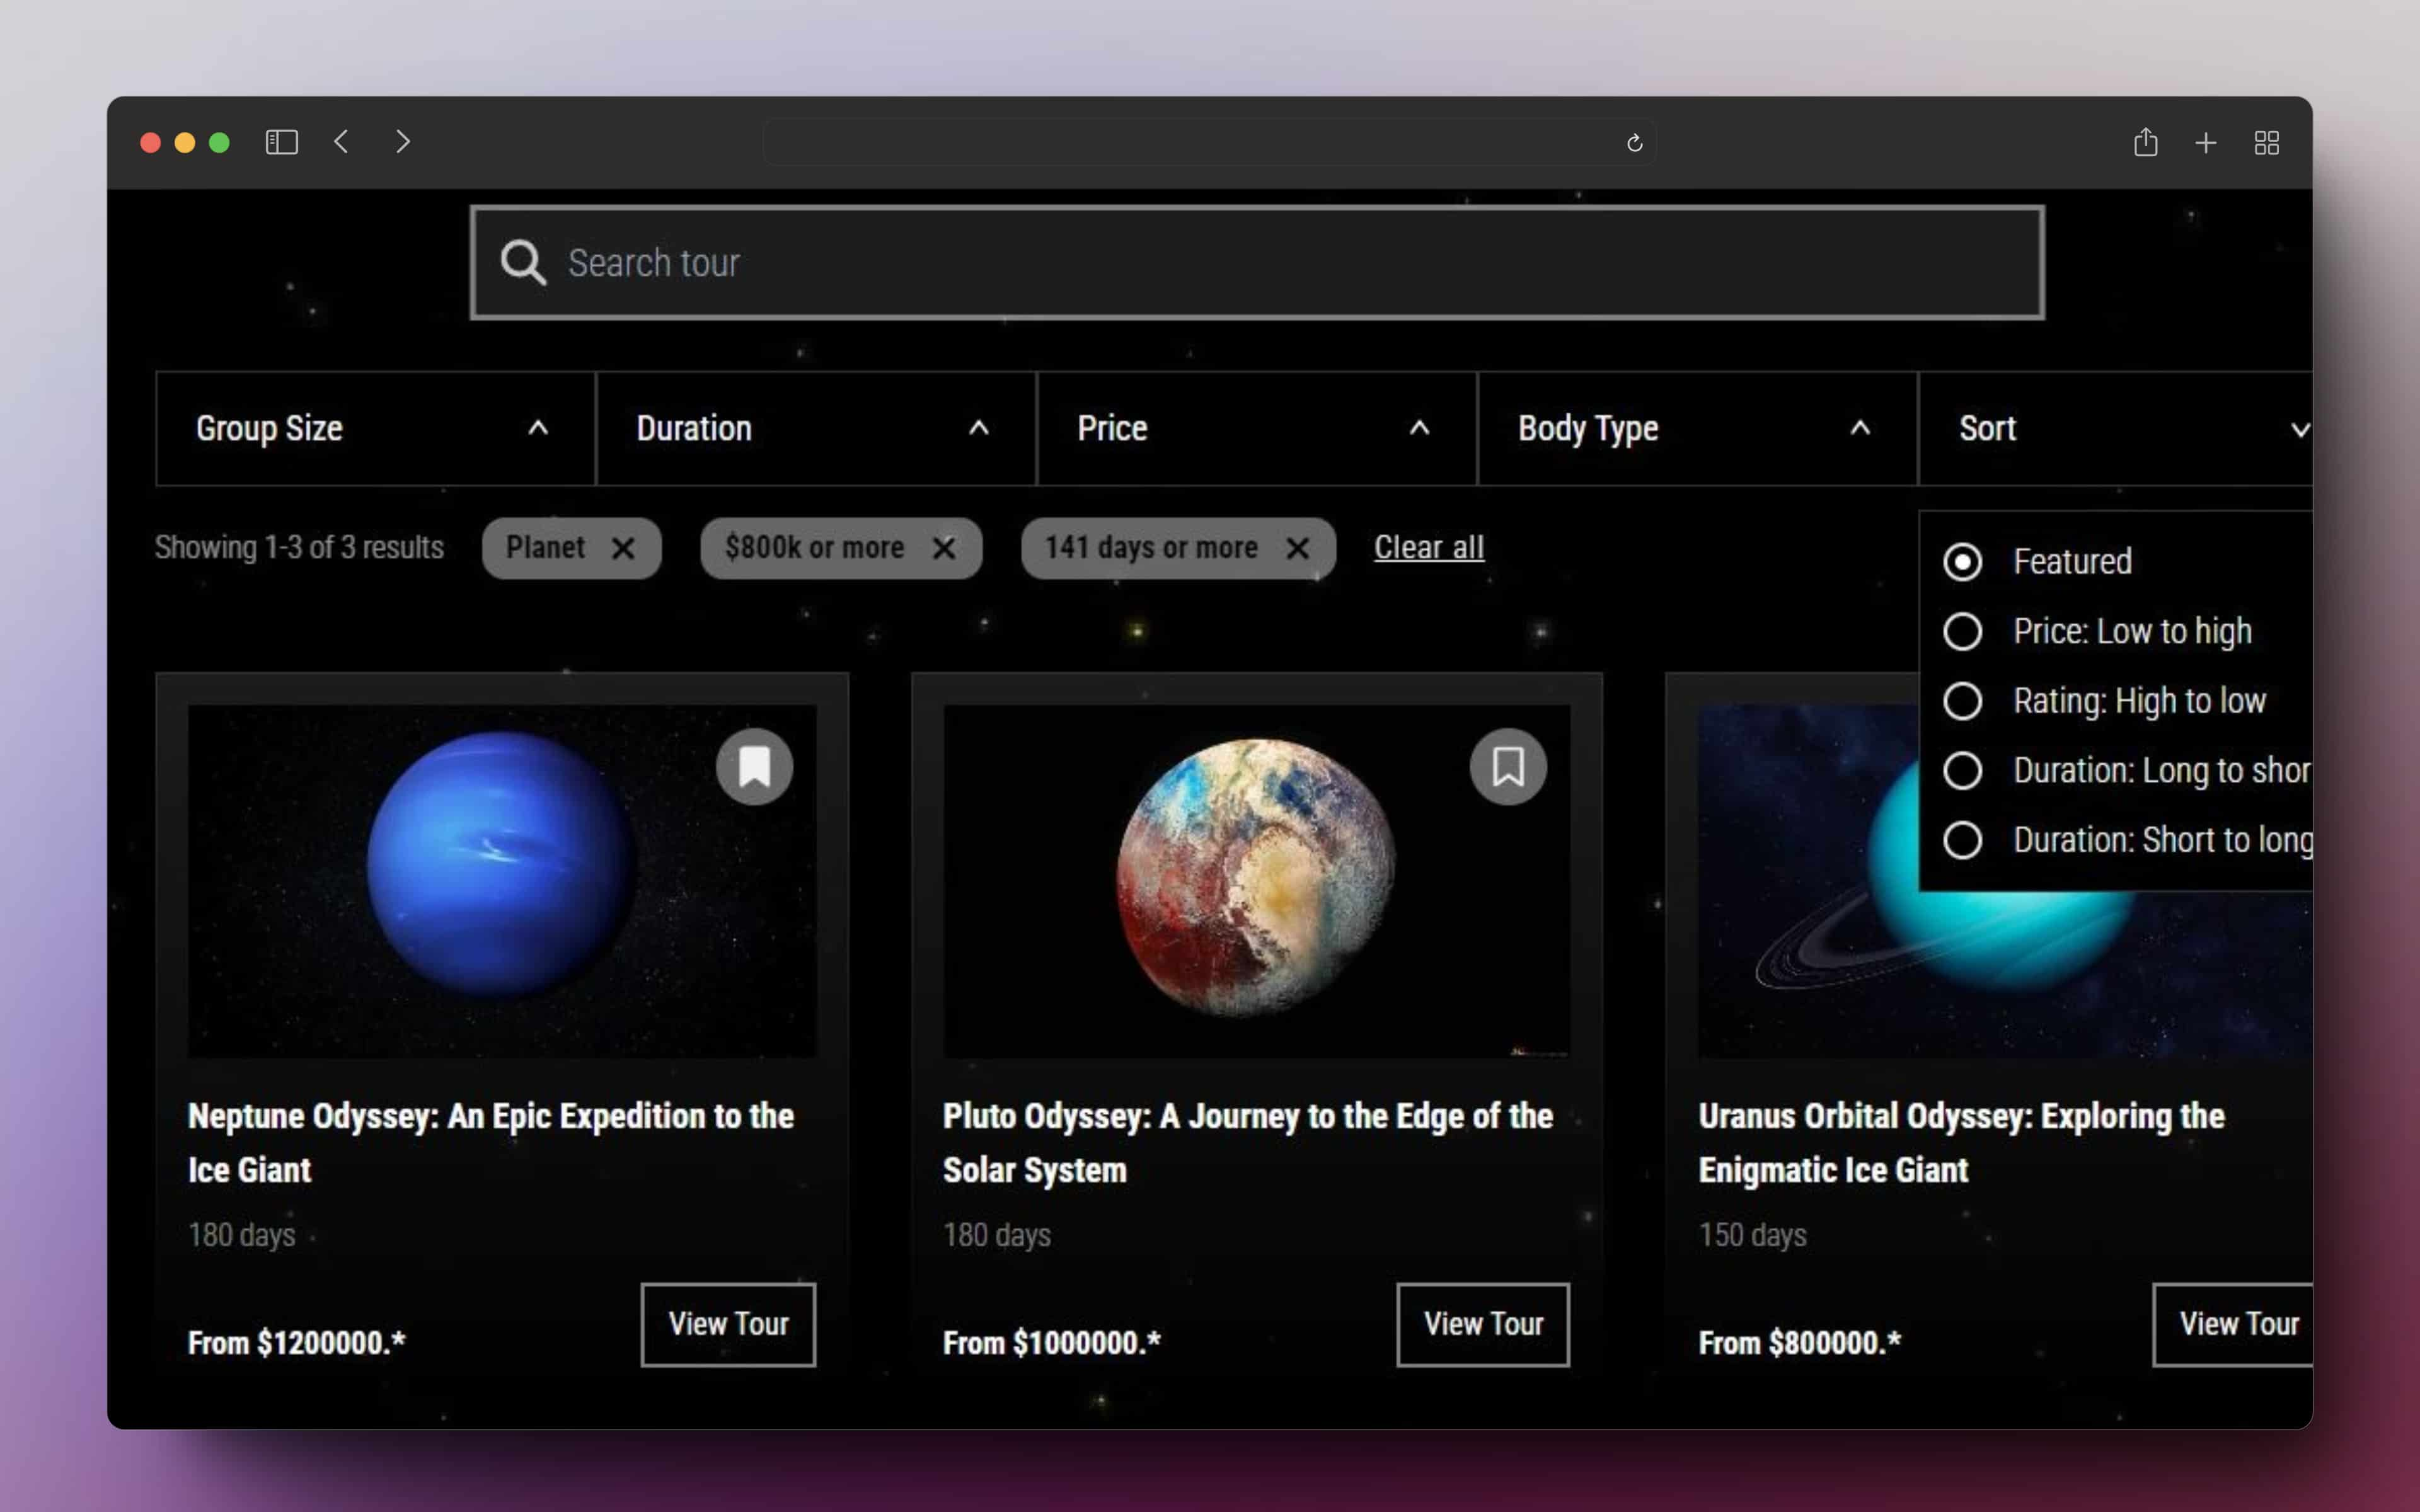 Search tour
Group Size
Duration
Price
Body Type
Sort
Showing 1-3 of 3 results
Planet
$800k or more
141 days or more
Clear all
Featured
Price: Low to high
Rating: High to low
Duration: Long to shor
Duration: Short to long
Neptune Odyssey: An Epic Expedition to the
Ice Giant
180 days
From $1200000.*
View Tour
Pluto Odyssey: A Journey to the Edge of the
Solar System
180 days
From $1000000.*
View Tour
Uranus Orbital Odyssey: Exploring the
Enigmatic Ice Giant
150 days
From $800000.*
View Tour